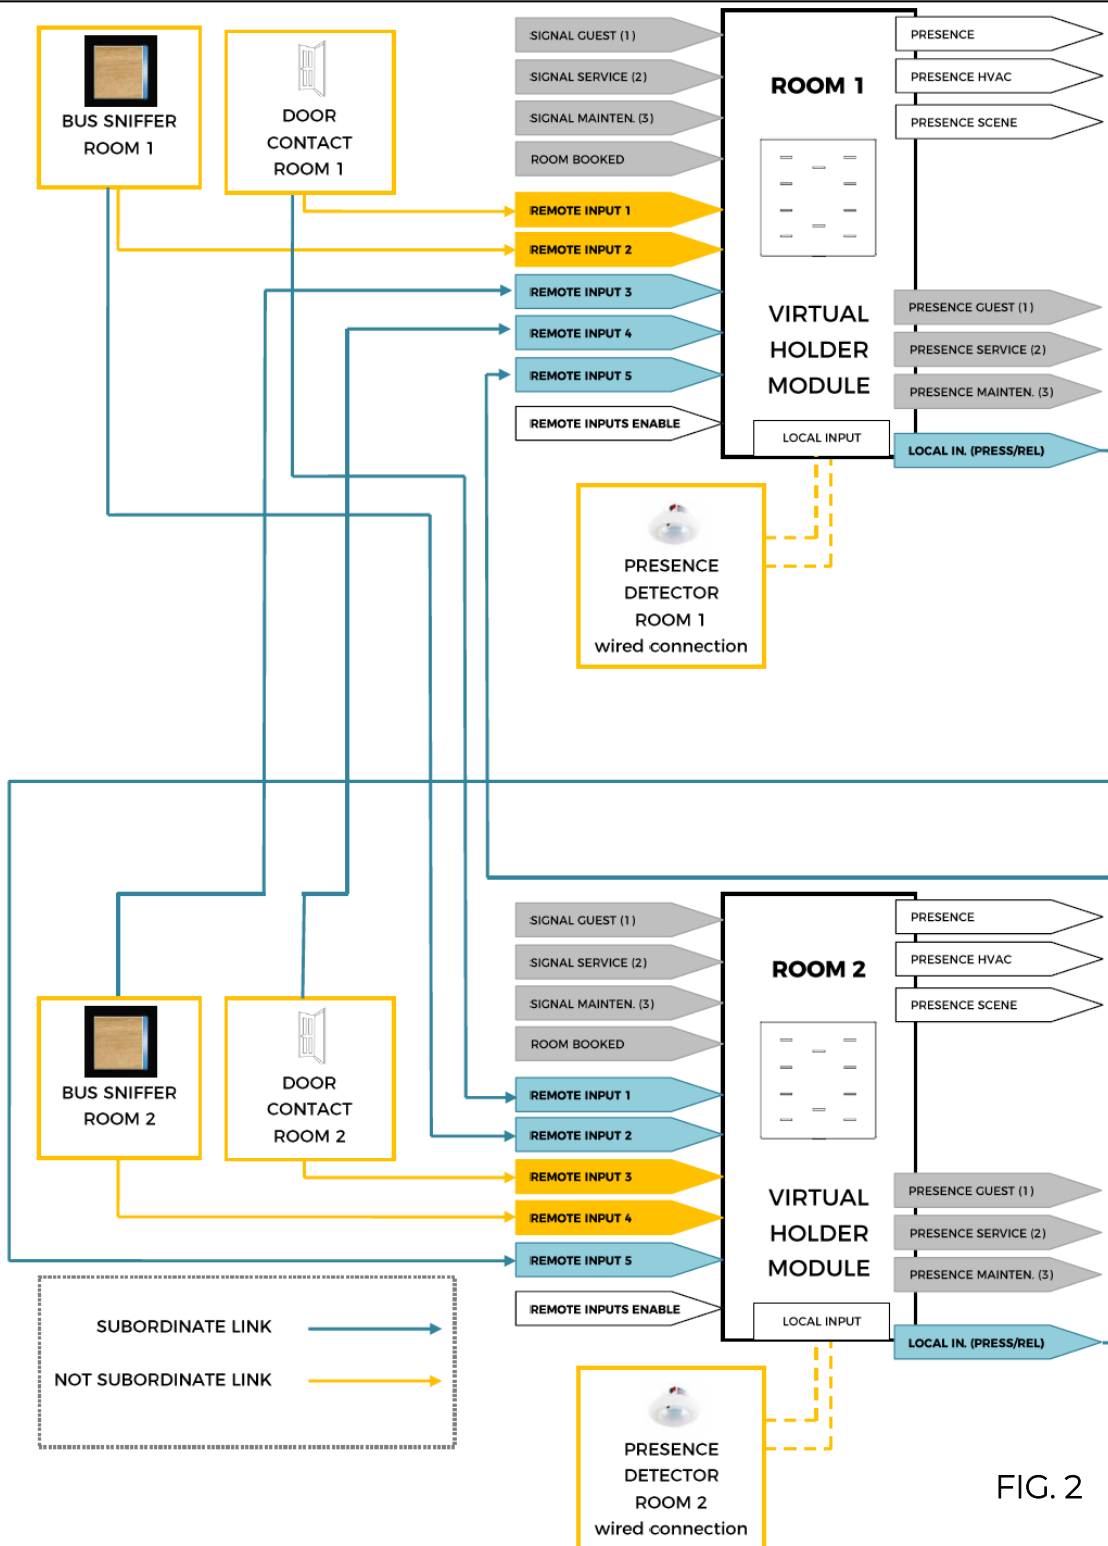 BUS SNIFFER
ROOM 1
DOOR
CONTACT
ROOM 1
SIGNAL GUEST (1)
SIGNAL SERVICE (2)
SIGNAL MAINTEN. (3)
ROOM BOOKED
REMOTE INPUT 1
REMOTE INPUT 2
REMOTE INPUT 3
REMOTE INPUT 4
REMOTE INPUT 5
REMOTE INPUTS ENABLE
ROOM 1
VIRTUAL
HOLDER
MODULE
LOCAL INPUT
PRESENCE
PRESENCE HVAC
PRESENCE SCENE
PRESENCE GUEST (1)
PRESENCE SERVICE (2)
PRESENCE MAINTEN. (3)
LOCAL IN. (PRESS/REL)
PRESENCE
DETECTOR
ROOM 1
wired connection
BUS SNIFFER
ROOM 2
DOOR
CONTACT
ROOM 2
SIGNAL GUEST (1)
SIGNAL SERVICE (2)
SIGNAL MAINTEN. (3)
ROOM BOOKED
REMOTE INPUT 1
REMOTE INPUT 2
REMOTE INPUT 3
REMOTE INPUT 4
REMOTE INPUT 5
REMOTE INPUTS ENABLE
ROOM 2
VIRTUAL
HOLDER
MODULE
LOCAL INPUT
PRESENCE
PRESENCE HVAC
PRESENCE SCENE
PRESENCE GUEST (1)
PRESENCE SERVICE (2)
PRESENCE MAINTEN. (3)
LOCAL IN. (PRESS/REL)
SUBORDINATE LINK
NOT SUBORDINATE LINK
PRESENCE
DETECTOR
ROOM 2
wired connection
FIG. 2